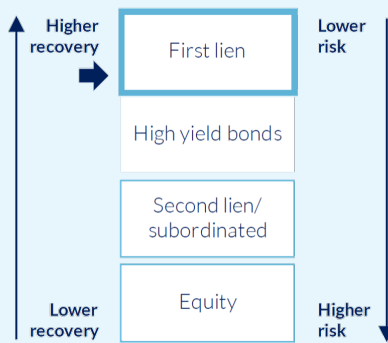 Higher
recovery
First lien
Lower
risk
High yield bonds
Second lien/
subordinated
Lower
recovery
Equity
Higher
risk